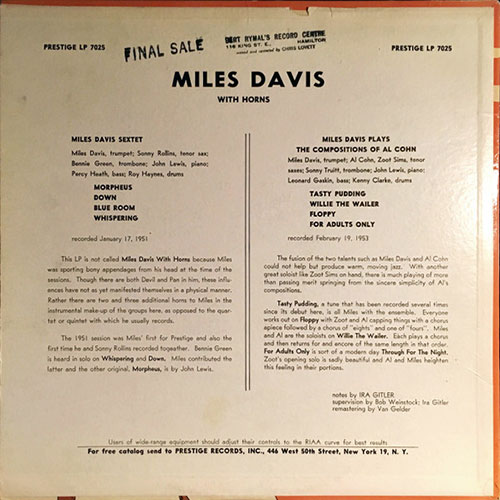 PRESTIGE LP 7025
FINAL SALE
BERT RYMAL'S RECORD CENTRE
116 KING ST. E., HAMILTON
owned and operated by CHRIS LOVETT
PRESTIGE LP 7025
MILES DAVIS
WITH HORNS
MILES DAVIS SEXTET
Miles Davis, trumpet; Sonny Rollins, tenor sax;
Bennie Green, trombone; John Lewis, piano;
Percy Heath, bass; Roy Haynes, drums
MORPHEUS
DOWN
BLUE ROOM
WHISPERING
recorded January 17, 1951
This LP is not called Miles Davis With Horns because Miles
was sporting bony appendages from his head at the time of the
sessions. Though there are both Devil and Pan in him, these in-
fluences have not as yet manifested themselves in a physical manner.
Rather there are two and three additional horns to Miles in the
instrumental make-up of the groups here, as opposed to the quar-
tet or quintet with which he usually records.
The 1951 session was Miles' first for Prestige and also the
first time he and Sonny Rollins recorded together. Bennie Green
is heard in solo on Whispering and Down. Miles contributed the
latter and the other original, Morpheus, is by John Lewis.
MILES DAVIS PLAYS
THE COMPOSITIONS OF AL COHN
Miles Davis, trumpet; Al Cohn, Zoot Sims, tenor
saxes; Sonny Truitt, trombone; John Lewis, piano;
Leonard Gaskin, bass; Kenny Clarke, drums
TASTY PUDDING
WILLIE THE WAILER
FLOPPY
FOR ADULTS ONLY
recorded February 19, 1953
The fusion of the two talents such as Miles Davis and Al Cohn
could not help but produce warm, moving jazz. With another
great soloist like Zoot Sims on hand, there is much playing of more
than passing merit springing from the sincere simplicity of Al's
compositions.
Tasty Pudding, a tune that has been recorded several times
since its debut here, is all Miles with the ensemble. Everyone
works out on Floppy with Zoot and Al capping things with a chorus
apiece followed by a chorus of "eights" and one of "fours". Miles
and Al are the soloists on Willie The Wailer. Each plays a chorus
and then returns for and encore of the same length in that order.
For Adults Only is sort of a modern day Through For The Night.
Zoot's opening solo is sadly beautiful and Al and Miles heighten
this feeling in their portions.
notes by IRA GITLER
supervision by Bob Weinstock; Ira Gitler
remastering by Van Gelder
Users of wide-range equipment should adjust their controls to the RIAA curve for best results
For free catalog send to PRESTIGE RECORDS, INC., 446 West 50th Street, New York 19, N. Y.